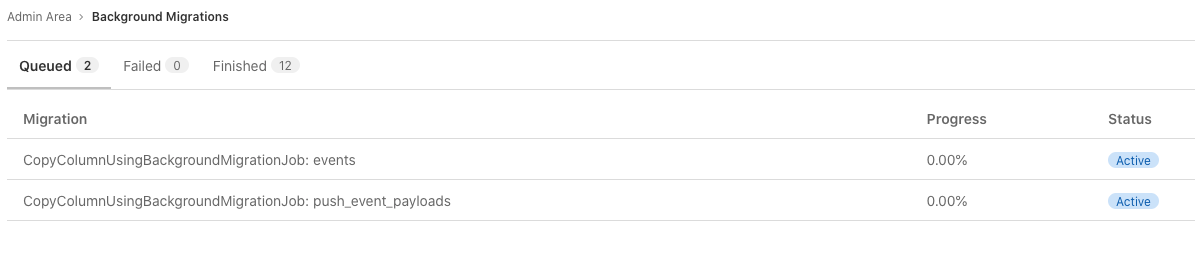 Admin Area › Background Migrations
Queued 2 Failed 0 Finished 12
Migration Progress Status
CopyColumnUsingBackgroundMigrationJob: events 0.00% Active
CopyColumnUsingBackgroundMigrationJob: push_event_payloads 0.00% Active